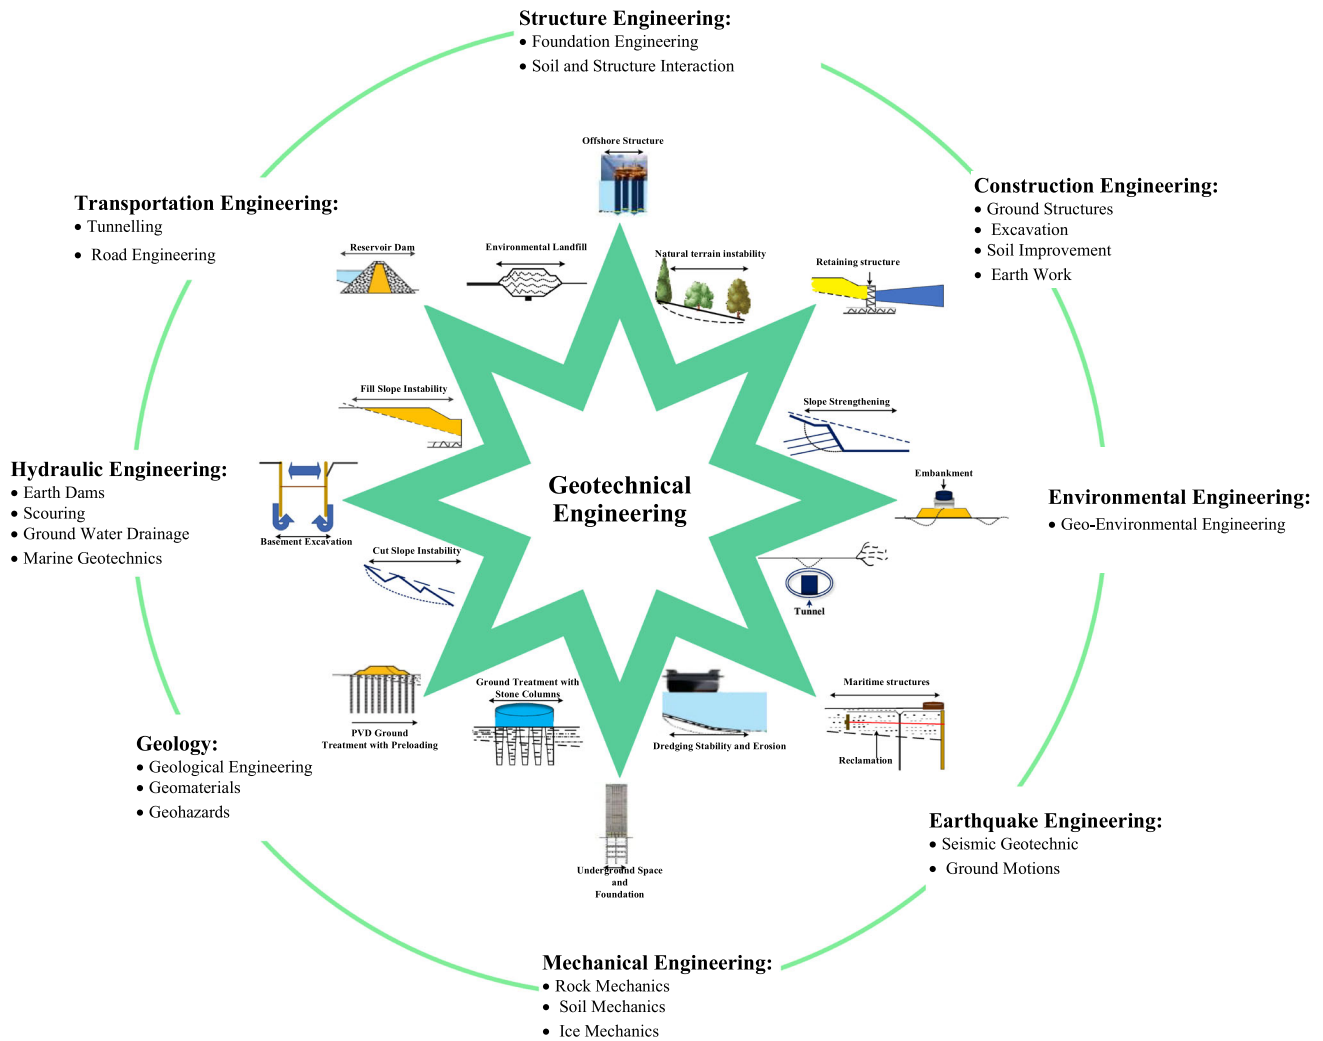 Structure Engineering:
• Foundation Engineering
• Soil and Structure Interaction
Transportation Engineering:
• Tunnelling
• Road Engineering
Construction Engineering:
• Ground Structures
• Excavation
• Soil Improvement
• Earth Work
Offshore Structure
Reservoir Dam
Environmental Landfill
Natural terrain instability
Retaining structure
Fill Slope Instability
Slope Strengthening
Hydraulic Engineering:
• Earth Dams
• Scouring
• Ground Water Drainage
• Marine Geotechnics
Basement Excavation
Geotechnical
Engineering
Embankment
Environmental Engineering:
• Geo-Environmental Engineering
Cut Slope Instability
Tunnel
PVD Ground
Treatment with Preloading
Ground Treatment with
Stone Columns
Dredging Stability and Erosion
Maritime structures
Reclamation
Geology:
• Geological Engineering
• Geomaterials
• Geohazards
Underground Space
and
Foundation
Earthquake Engineering:
• Seismic Geotechnic
• Ground Motions
Mechanical Engineering:
• Rock Mechanics
• Soil Mechanics
• Ice Mechanics